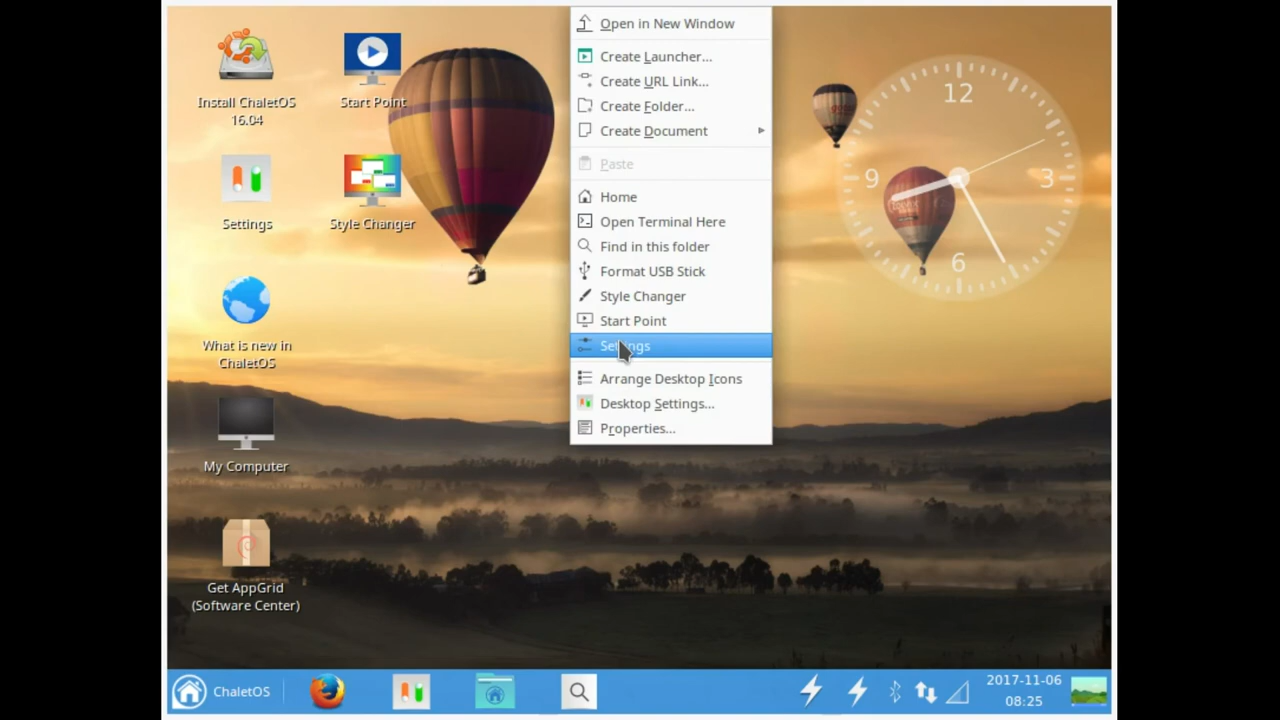 Install ChaletOS
16.04
Start Point
Settings
Style Changer
What is new in
ChaletOS
My Computer
Get AppGrid
(Software Center)
Open in New Window
Create Launcher...
Create URL Link...
Create Folder...
Create Document
Paste
Home
Open Terminal Here
Find in this folder
Format USB Stick
Style Changer
Start Point
Settings
Arrange Desktop Icons
Desktop Settings...
Properties...
12
9
3
6
ChaletOS
2017-11-06
08:25